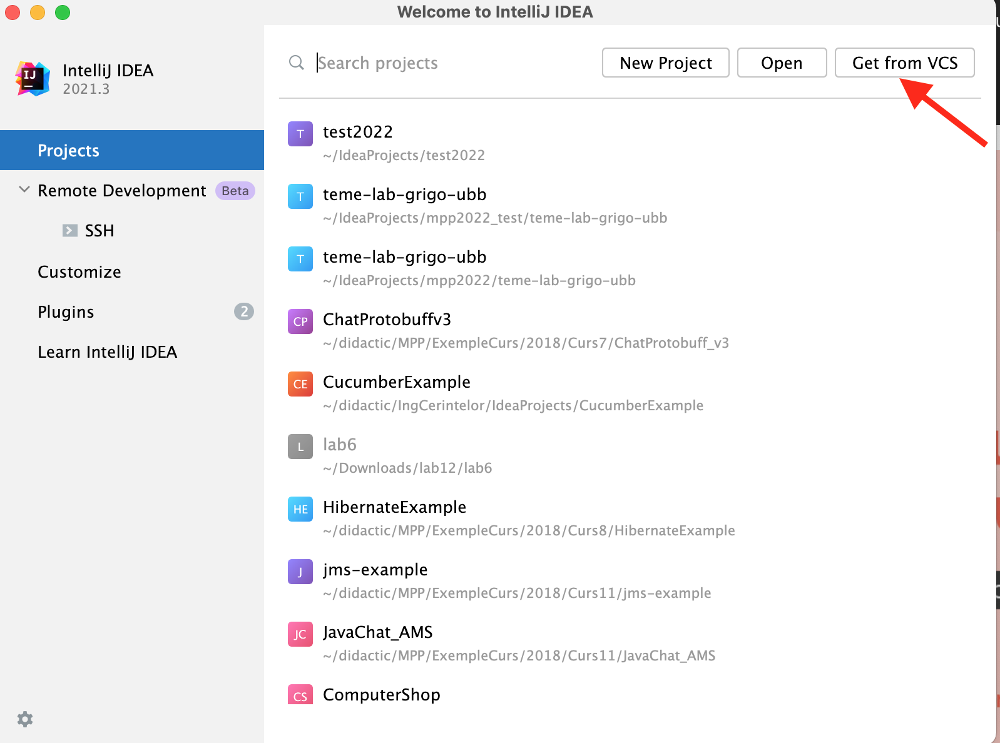 Welcome to IntelliJ IDEA
IJ
IntelliJ IDEA
2021.3
Projects
Remote Development Beta
SSH
Customize
Plugins 2
Learn IntelliJ IDEA
Search projects New Project Open Get from VCS
T test2022
~/IdeaProjects/test2022
T teme-lab-grigo-ubb
~/IdeaProjects/mpp2022_test/teme-lab-grigo-ubb
T teme-lab-grigo-ubb
~/IdeaProjects/mpp2022/teme-lab-grigo-ubb
CP ChatProtobuffv3
~/didactic/MPP/ExempleCurs/2018/Curs7/ChatProtobuff_v3
CE CucumberExample
~/didactic/IngCerintelor/IdeaProjects/CucumberExample
L lab6
~/Downloads/lab12/lab6
HE HibernateExample
~/didactic/MPP/ExempleCurs/2018/Curs8/HibernateExample
J jms-example
~/didactic/MPP/ExempleCurs/2018/Curs11/jms-example
JC JavaChat_AMS
~/didactic/MPP/ExempleCurs/2018/Curs11/JavaChat_AMS
CS ComputerShop